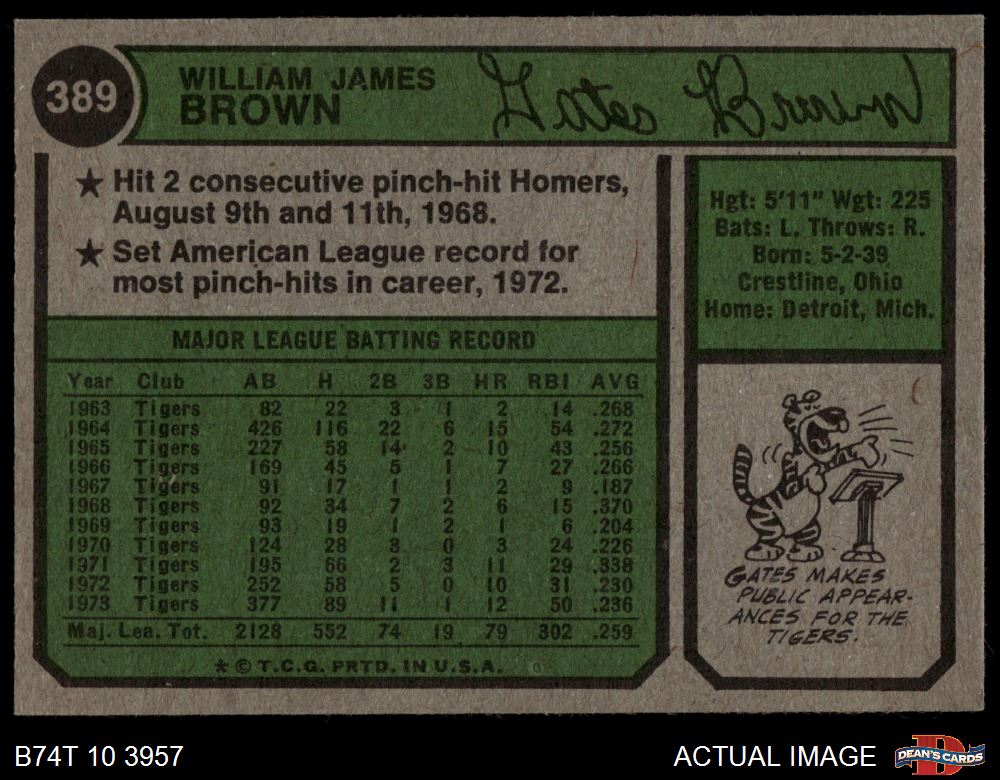 389
WILLIAM JAMES
BROWN
Gates Brown
★ Hit 2 consecutive pinch-hit Homers,
August 9th and 11th, 1968.
★ Set American League record for
most pinch-hits in career, 1972.
Hgt: 5'11" Wgt: 225
Bats: L. Throws: R.
Born: 5-2-39
Crestline, Ohio
Home: Detroit, Mich.
MAJOR LEAGUE BATTING RECORD
Year Club AB H 2B 3B HR RBI AVG
1963 Tigers 82 22 3 1 2 14 .268
1964 Tigers 426 116 22 6 15 54 .272
1965 Tigers 227 58 14 2 10 43 .256
1966 Tigers 169 45 5 1 7 27 .266
1967 Tigers 91 17 1 1 2 9 .187
1968 Tigers 92 34 7 2 6 15 .370
1969 Tigers 93 19 1 2 1 6 .204
1970 Tigers 124 28 3 0 3 24 .226
1971 Tigers 195 66 2 3 11 29 .338
1972 Tigers 252 58 5 0 10 31 .230
1973 Tigers 377 89 11 1 12 50 .236
Maj. Lea. Tot. 2128 552 74 19 79 302 .259
* © T.C.G. PRTD. IN U.S.A.
GATES MAKES
PUBLIC APPEAR-
ANCES FOR THE
TIGERS.
B74T 10 3957
ACTUAL IMAGE
DEAN'S CARDS